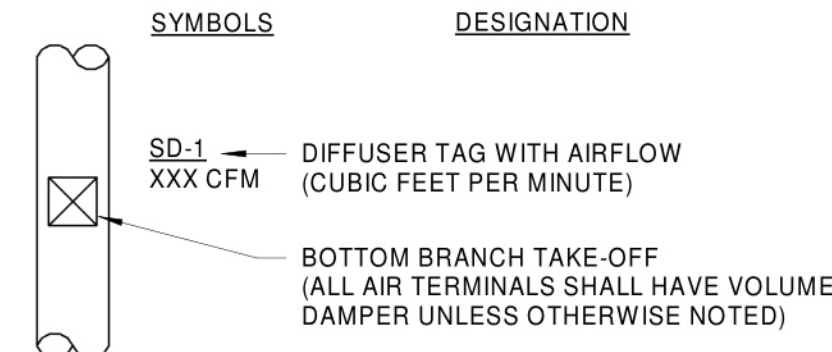 SYMBOLS
DESIGNATION
SD-1
XXX CFM
DIFFUSER TAG WITH AIRFLOW
(CUBIC FEET PER MINUTE)
BOTTOM BRANCH TAKE-OFF
(ALL AIR TERMINALS SHALL HAVE VOLUME
DAMPER UNLESS OTHERWISE NOTED)